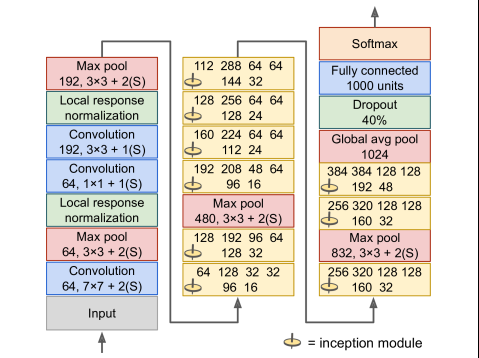 Max pool
192, 3×3 + 2(S)
Local response
normalization
Convolution
192, 3×3 + 1(S)
Convolution
64, 1×1 + 1(S)
Local response
normalization
Max pool
64, 3×3 + 2(S)
Convolution
64, 7×7 + 2(S)
Input
112 288 64 64
144 32
128 256 64 64
128 24
160 224 64 64
112 24
192 208 48 64
96 16
Max pool
480, 3×3 + 2(S)
128 192 96 64
128 32
64 128 32 32
96 16
Softmax
Fully connected
1000 units
Dropout
40%
Global avg pool
1024
384 384 128 128
192 48
256 320 128 128
160 32
Max pool
832, 3×3 + 2(S)
256 320 128 128
160 32
= inception module